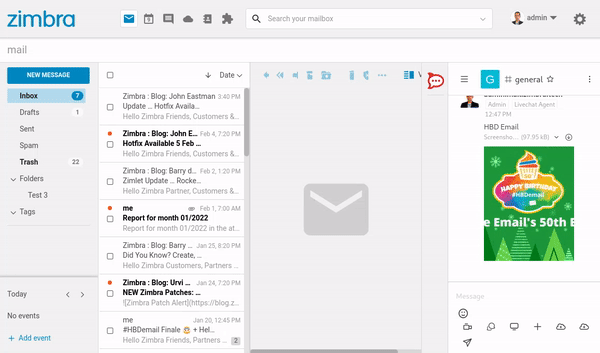 zimbra
9
Search your mailbox
admin
mail
NEW MESSAGE
Inbox 7
Drafts 1
Sent
Spam
Trash 22
Folders
Test 3
Tags
Today
No events
Add event
Date
Zimbra : Blog: John Eastman 3:40 PM
Update ... Hotfix Availa...
Hello Zimbra Friends, Customers &...
Zimbra : Blog: John E... Feb 4, 7:20 PM
Hotfix Available 5 Feb ...
Hello Zimbra Friends, Customers &...
Zimbra : Blog: Barry d... Feb 2, 1:20 PM
Zimlet Update ... Rocke...
Hello Zimbra Partner, Customers &...
me Feb 1, 7:00 AM
Report for month 01/2022
Report for month 01/2022 in the at...
Zimbra : Blog: Barry ... Jan 25, 8:20 PM
Did You Know? Create, ...
Hello Zimbra Customers, Partners ...
Zimbra : Blog: Urvi ... Jan 24, 7:20 PM
NEW Zimbra Patches: ...
![Zimbra Patch Alert](https://blog.z...
me Jan 20, 12:45 PM
#HBDemail Finale 🎂 + Hel...
Hello Zimbra Friends, Partners ... 2
V
G # general
Admin Livechat Agent
12:47 PM
HBD Email
Screensho... (97.95 kB)
50
HAPPY BIRTHDAY
#HBDemail
e Email's 50th E
Message